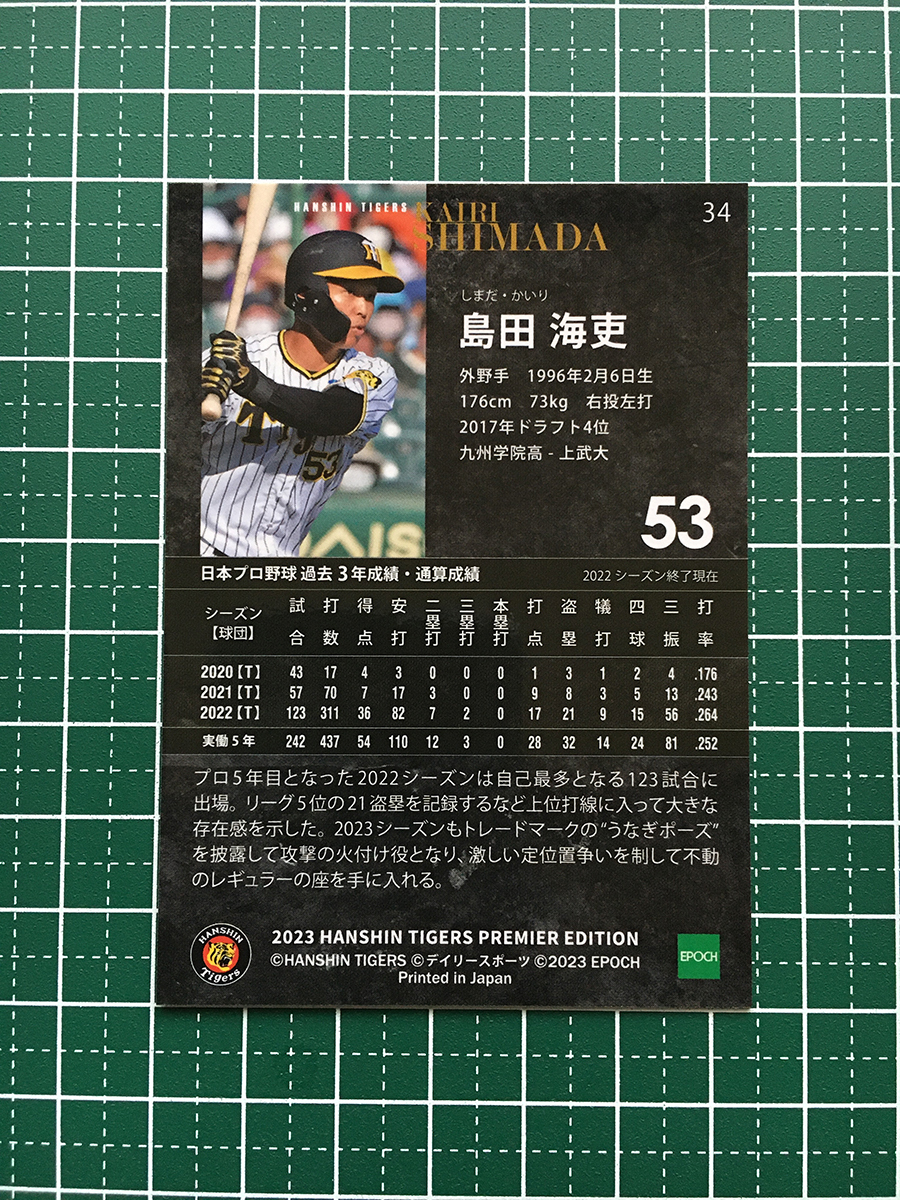 HANSHIN TIGERS
KAIRI
SHIMADA
34
しまだ・かいり
島田 海吏
外野手 1996年2月6日生
176cm 73kg 右投左打
2017年ドラフト4位
九州学院高 - 上武大
53
日本プロ野球 過去 3 年成績・通算成績 2022 シーズン終了現在
シーズン【球団】 試合 打数 得点 安打 二塁打 三塁打 本塁打 打点 盗塁 犠打 四球 三振 打率
2020【T】 43 17 4 3 0 0 0 1 3 1 2 4 .176
2021【T】 57 70 7 17 3 0 0 9 8 3 5 13 .243
2022【T】 123 311 36 82 7 2 0 17 21 9 15 56 .264
実働 5 年 242 437 54 110 12 3 0 28 32 14 24 81 .252
プロ5年目となった2022シーズンは自己最多となる123試合に
出場。リーグ5位の21盗塁を記録するなど上位打線に入って大きな
存在感を示した。2023シーズンもトレードマークの“うなぎポーズ”
を披露して攻撃の火付け役となり、激しい定位置争いを制して不動
のレギュラーの座を手に入れる。
HANSHIN
Tigers
2023 HANSHIN TIGERS PREMIER EDITION
©HANSHIN TIGERS ©デイリースポーツ ©2023 EPOCH
Printed in Japan
EPOCH
53